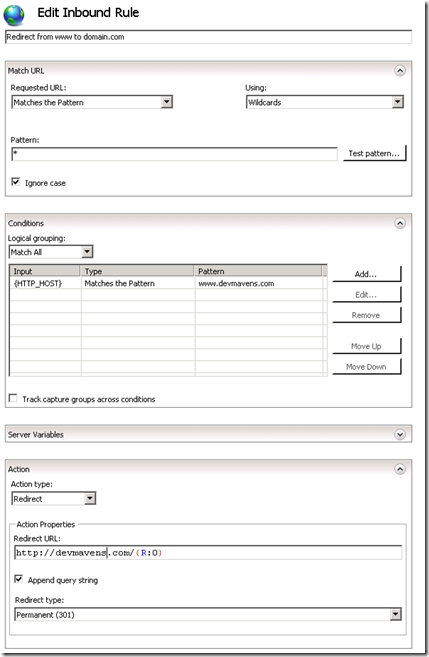 Edit Inbound Rule
Redirect from www to domain.com
Match URL
Requested URL: Using:
Matches the Pattern Wildcards
Pattern:
* Test pattern...
Ignore case
Conditions
Logical grouping:
Match All
Input Type Pattern Add...
{HTTP_HOST} Matches the Pattern www.devmavens.com
Edit...
Remove
Move Up
Move Down
Track capture groups across conditions
Server Variables
Action
Action type:
Redirect
Action Properties
Redirect URL:
http://devmavens.com/{R:0}
Append query string
Redirect type:
Permanent (301)